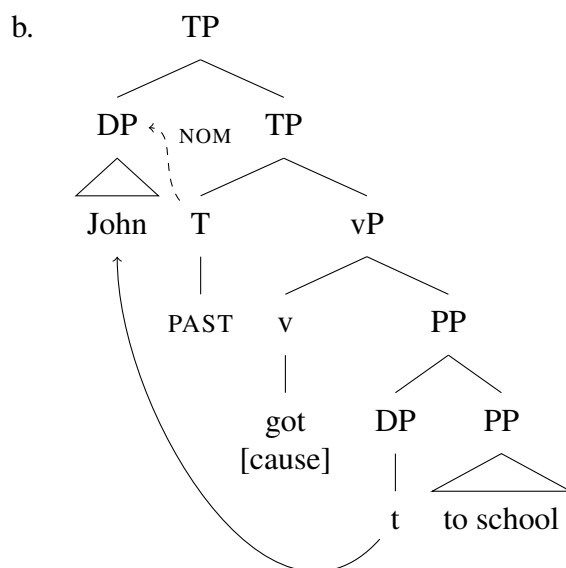 b. TP
DP NOM TP
John T vP
PAST v PP
got DP PP
[cause]
t to school